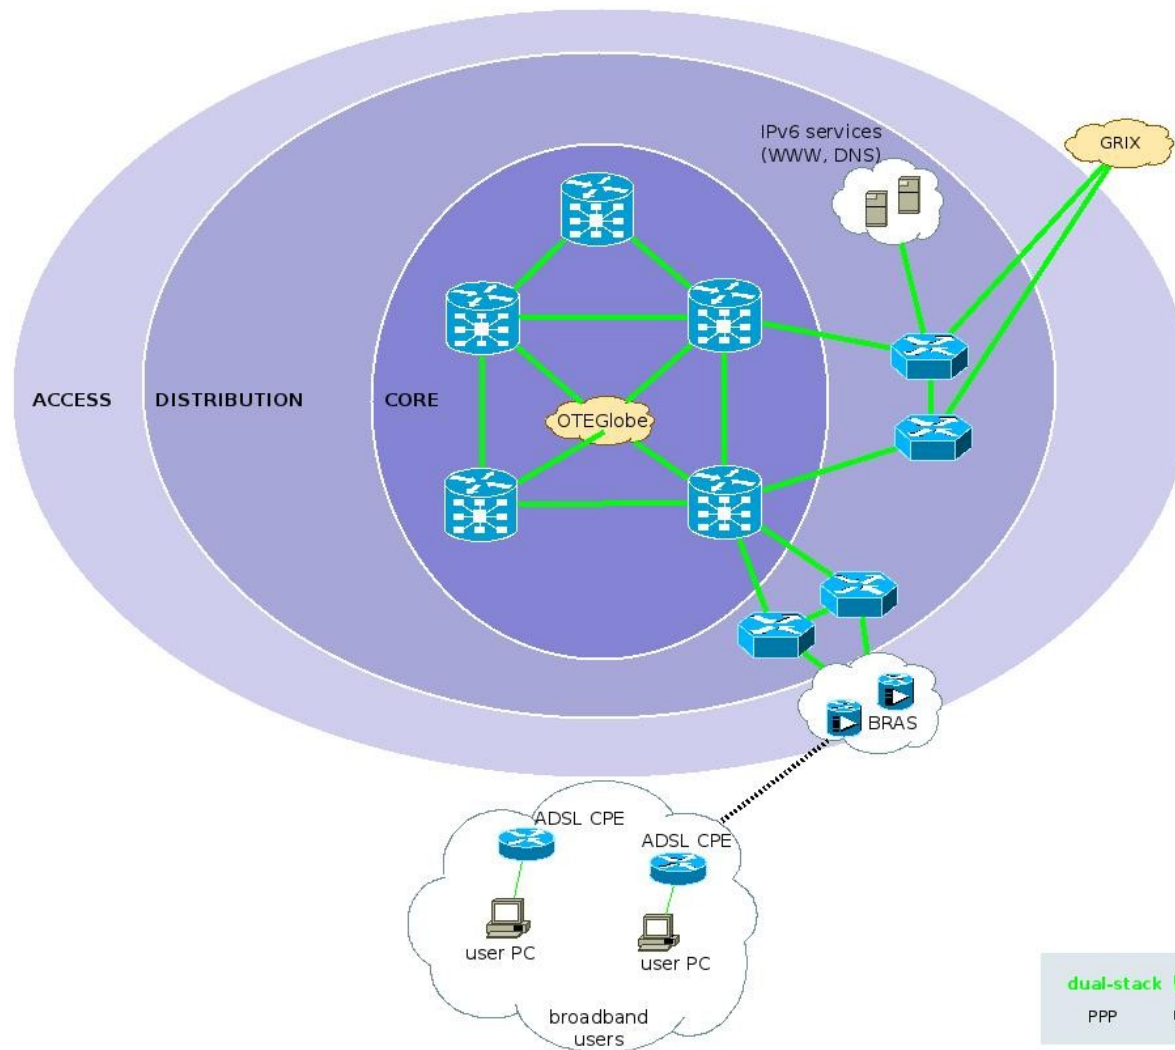 IPv6 services
(WWW, DNS)
GRIX
ACCESS
DISTRIBUTION
CORE
OTEGlobe
BRAS
ADSL CPE
ADSL CPE
user PC
user PC
broadband
users
dual-stack
PPP